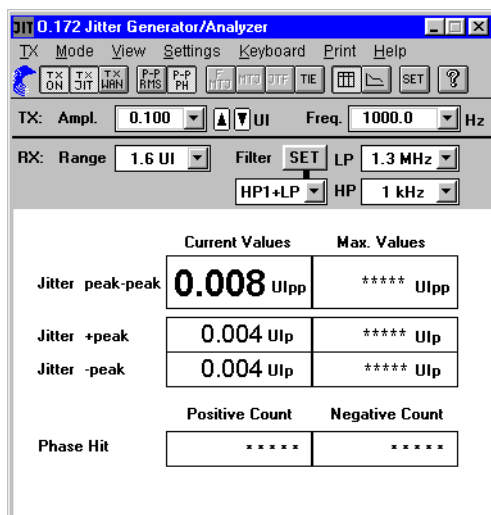 JIT O.172 Jitter Generator/Analyzer
TX Mode View Settings Keyboard Print Help
TX ON TX JIT TX WAN P-P RMS P-P PH F MTJ MTJ JTF TIE SET ?
TX: Ampl. 0.100 UI Freq. 1000.0 Hz
RX: Range 1.6 UI Filter SET LP 1.3 MHz
HP1+LP HP 1 kHz
Current Values Max. Values
Jitter peak-peak 0.008 UIpp ***** UIpp
Jitter +peak 0.004 UIp ***** UIp
Jitter -peak 0.004 UIp ***** UIp
Positive Count Negative Count
Phase Hit ***** *****